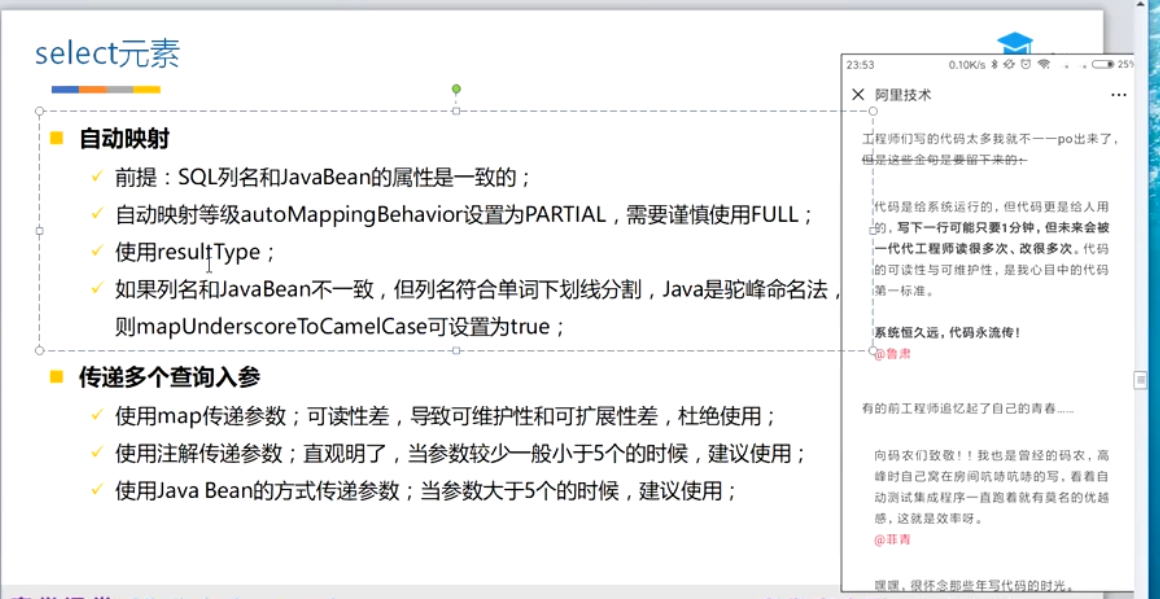 select元素
自动映射
前提：SQL列名和JavaBean的属性是一致的；
自动映射等级autoMappingBehavior设置为PARTIAL，需要谨慎使用FULL；
使用resultType；
如果列名和JavaBean不一致，但列名符合单词下划线分割，Java是驼峰命名法，
则mapUnderscoreToCamelCase可设置为true；
传递多个查询入参
使用map传递参数；可读性差，导致可维护性和可扩展性差，杜绝使用；
使用注解传递参数；直观明了，当参数较少一般小于5个的时候，建议使用；
使用Java Bean的方式传递参数；当参数大于5个的时候，建议使用；
23:53 0.10K/s 25%
阿里技术
工程师们写的代码太多我就不一一po出来了，
但是这些金句是要留下来的：
代码是给系统运行的，但代码更是给人用
的，写下一行可能只要1分钟，但未来会被
一代代工程师读很多次、改很多次。代码
的可读性与可维护性，是我心目中的代码
第一标准。
系统恒久远，代码永流传！
@鲁肃
有的前工程师追忆起了自己的青春……
向码农们致敬！！我也是曾经的码农，高
峰时自己窝在房间吭哧吭哧的写，看着自
动测试集成程序一直跑着就有莫名的优越
感，这就是效率呀。
@菲青
嘿嘿，很怀念那些年写代码的时光。